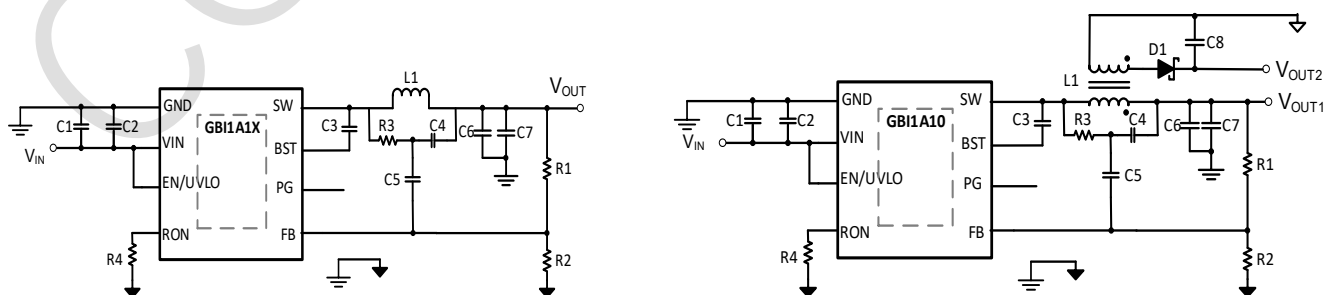 L1
VOUT
GND
SW
C1
C2
GBI1A1X
C3
R3
C4
C6
C7
VIN
VIN
BST
R1
EN/UVLO
PG
C5
RON
FB
R4
R2
C8
D1
VOUT2
L1
VOUT1
GND
SW
C1
C2
GBI1A10
C3
R3
C4
C6
C7
VIN
VIN
BST
R1
EN/UVLO
PG
C5
RON
FB
R4
R2